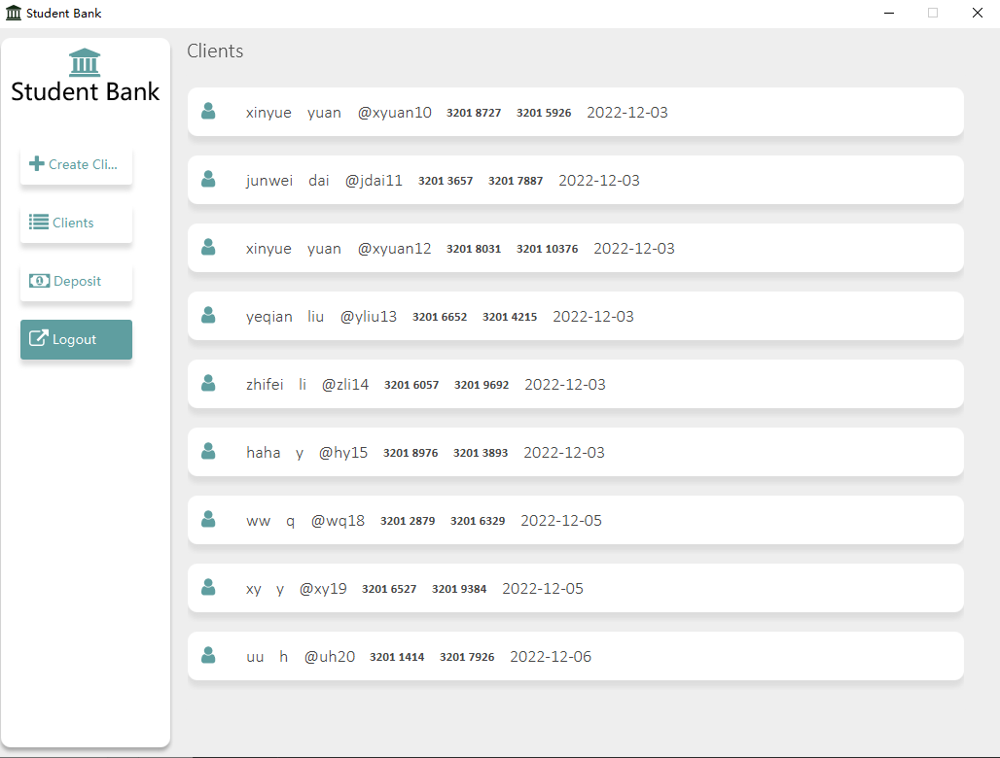 Student Bank
Student Bank
Create Cli...
Clients
Deposit
Logout
Clients
xinyue yuan @xyuan10 3201 8727 3201 5926 2022-12-03
junwei dai @jdai11 3201 3657 3201 7887 2022-12-03
xinyue yuan @xyuan12 3201 8031 3201 10376 2022-12-03
yeqian liu @yliu13 3201 6652 3201 4215 2022-12-03
zhifei li @zli14 3201 6057 3201 9692 2022-12-03
haha y @hy15 3201 8976 3201 3893 2022-12-03
ww q @wq18 3201 2879 3201 6329 2022-12-05
xy y @xy19 3201 6527 3201 9384 2022-12-05
uu h @uh20 3201 1414 3201 7926 2022-12-06